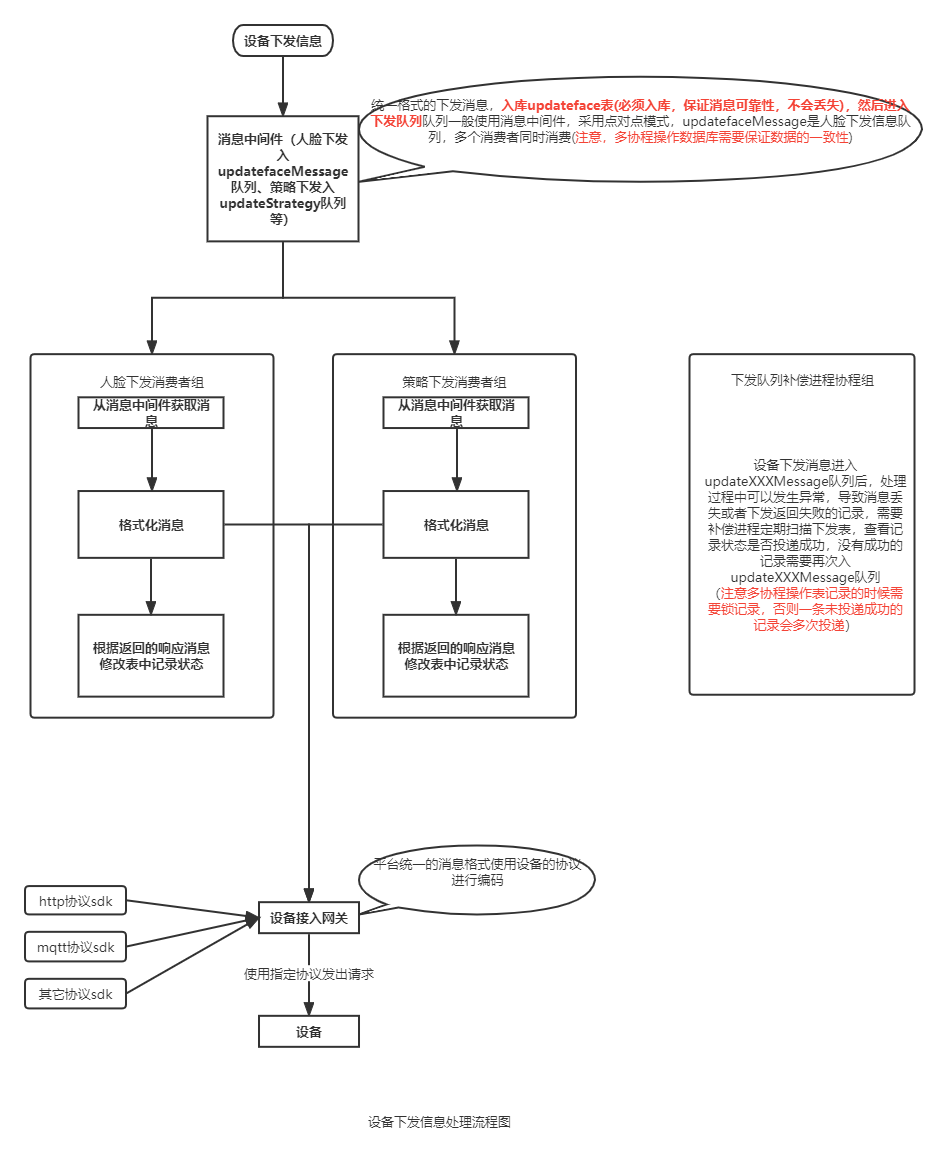 设备下发信息
统一格式的下发消息，入库updateface表(必须入库，保证消息可靠性，不会丢失)，然后进入
下发队列队列一般使用消息中间件，采用点对点模式，updatefaceMessage是人脸下发信息队
列，多个消费者同时消费(注意，多协程操作数据库需要保证数据的一致性)
消息中间件（人脸下发
入
updatefaceMessage
队列、策略下发入
updateStrategy队列
等）
人脸下发消费者组
从消息中间件获取消
息
格式化消息
根据返回的响应消息
修改表中记录状态
策略下发消费者组
从消息中间件获取消
息
格式化消息
根据返回的响应消息
修改表中记录状态
下发队列补偿进程协程组
设备下发消息进入
updateXXXMessage队列后，处理
过程中可以发生异常，导致消息丢
失或者下发返回失败的记录，需要
补偿进程定期扫描下发表，查看记
录状态是否投递成功，没有成功的
记录需要再次入
updateXXXMessage队列
（注意多协程操作表记录的时候需
要锁记录，否则一条未投递成功的
记录会多次投递）
平台统一的消息格式使用设备的协议
进行编码
http协议sdk
mqtt协议sdk
其它协议sdk
设备接入网关
使用指定协议发出请求
设备
设备下发信息处理流程图